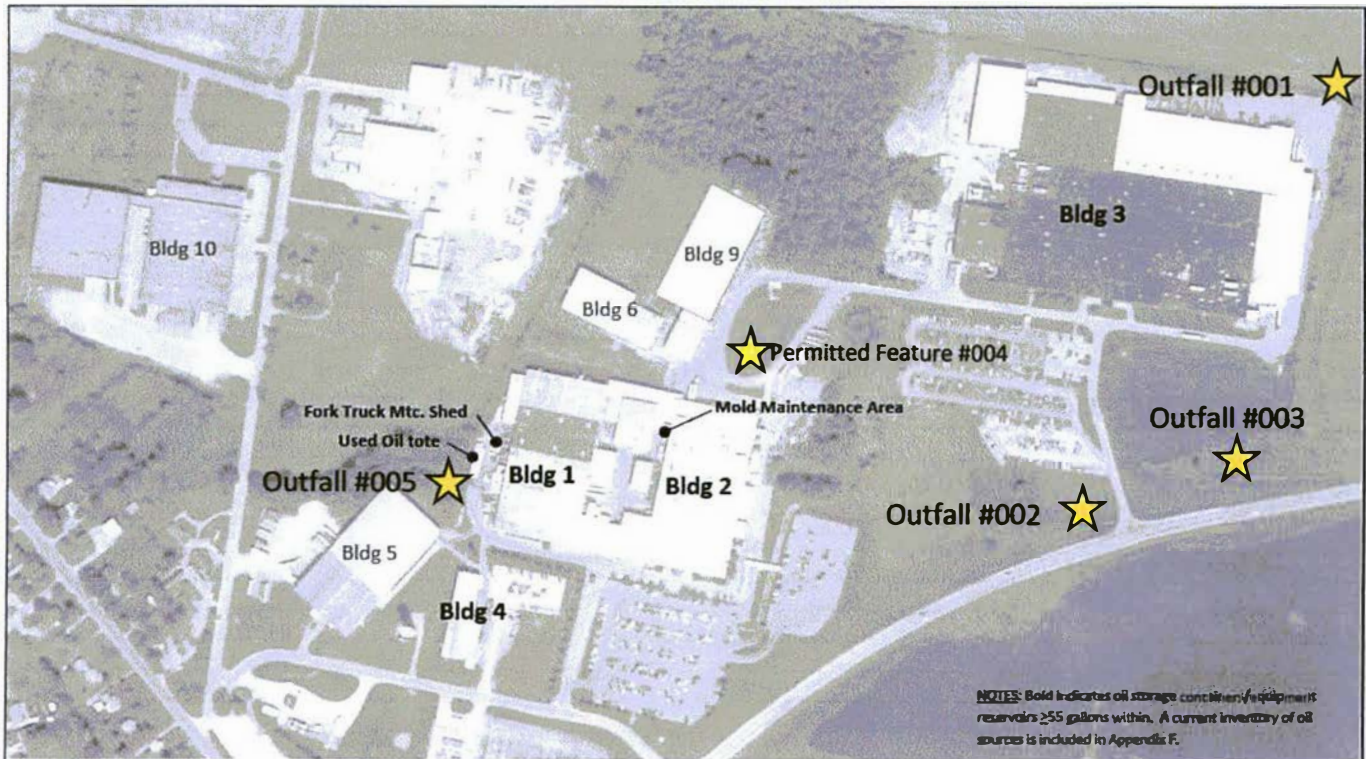 Outfall #001
Bldg 3
Bldg 10
Bldg 9
Bldg 6
Permitted Feature #004
Fork Truck Mtc. Shed
Mold Maintenance Area
Used Oil tote
Outfall #003
Outfall #005
Bldg 1
Bldg 2
Outfall #002
Bldg 5
Bldg 4
NOTES: Bold indicates oil storage container/equipment
reservoirs ≥55 gallons within. A current inventory of oil
sources is included in Appendix F.